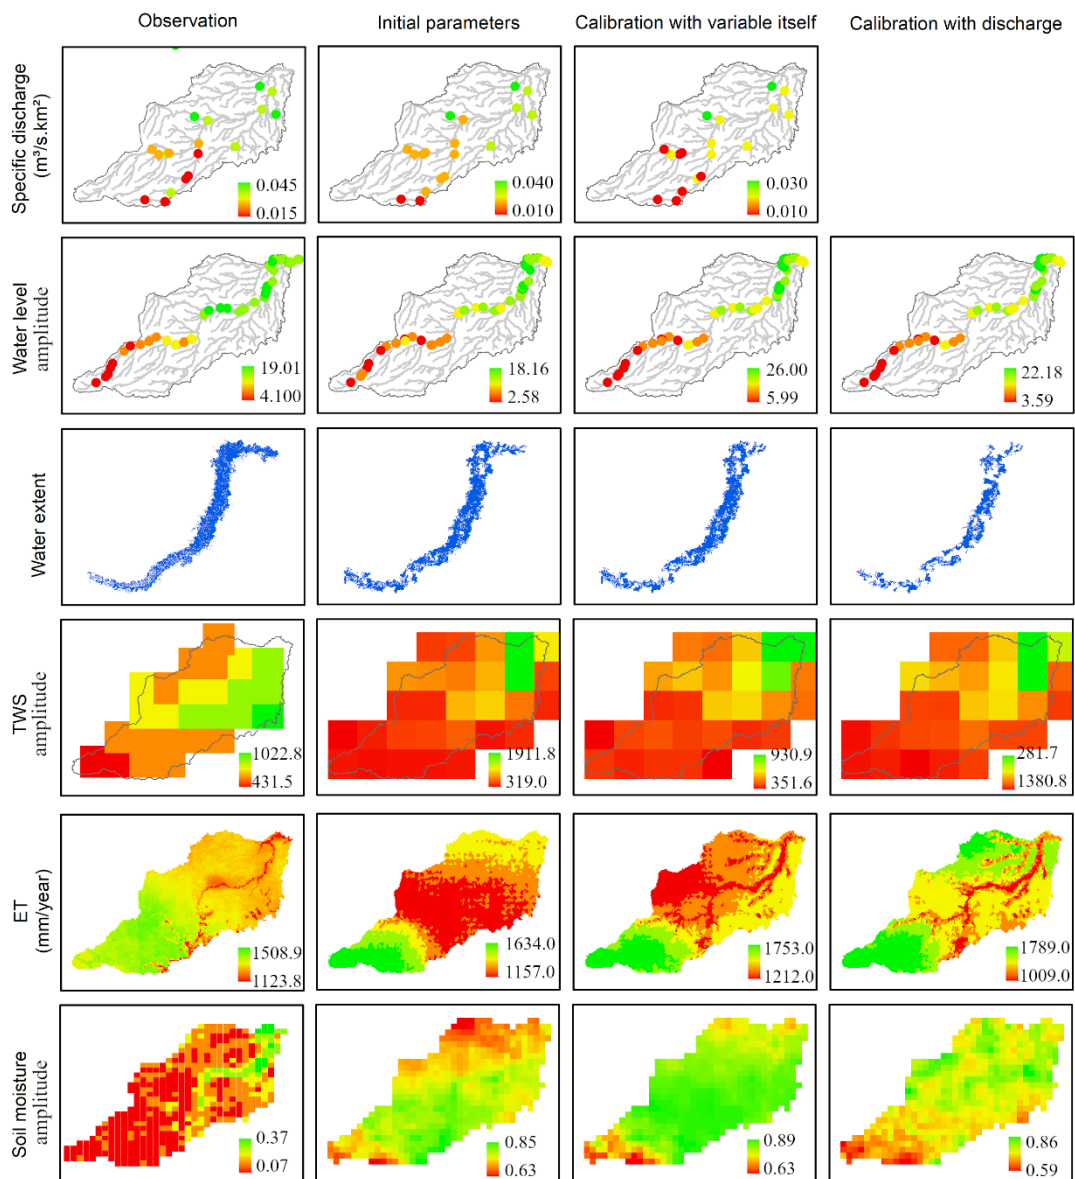 Observation
Initial parameters
Calibration with variable itself
Calibration with discharge
Specific discharge
(m³/s.km²)
0.045
0.015
0.040
0.010
0.030
0.010
Water level
amplitude
19.01
4.100
18.16
2.58
26.00
5.99
22.18
3.59
Water extent
TWS
amplitude
1022.8
431.5
1911.8
319.0
930.9
351.6
281.7
1380.8
ET
(mm/year)
1508.9
1123.8
1634.0
1157.0
1753.0
1212.0
1789.0
1009.0
Soil moisture
amplitude
0.37
0.07
0.85
0.63
0.89
0.63
0.86
0.59